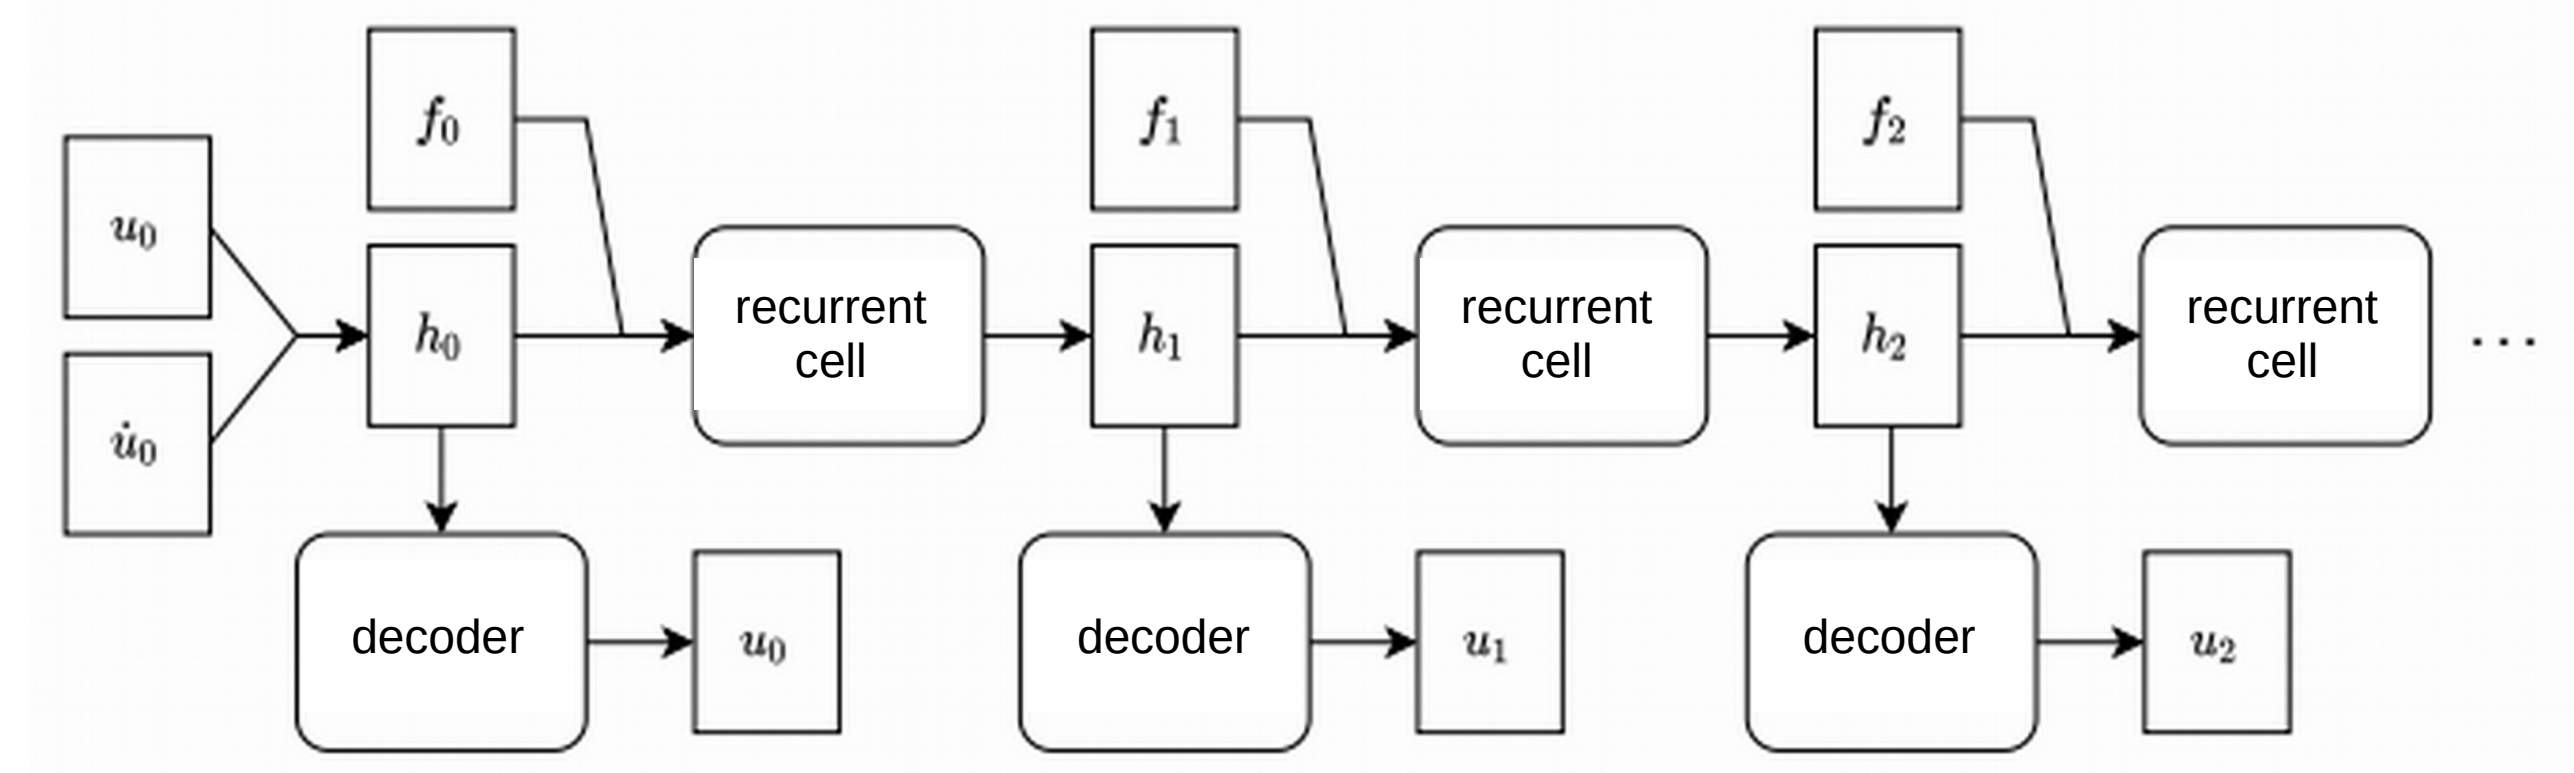 f₀
f₁
f₂
u₀
h₀
recurrent
cell
h₁
recurrent
cell
h₂
recurrent
cell
...
u̇₀
decoder
u₀
decoder
u₁
decoder
u₂